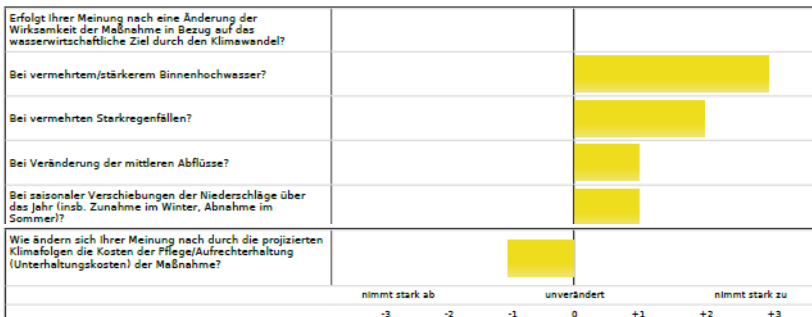 Erfolgt Ihrer Meinung nach eine Änderung der
Wirksamkeit der Maßnahme in Bezug auf das
wasserwirtschaftliche Ziel durch den Klimawandel?
Bei vermehrtem/stärkerem Binnenhochwasser?
Bei vermehrten Starkregenfällen?
Bei Veränderung der mittleren Abflüsse?
Bei saisonaler Verschiebungen der Niederschläge über
das Jahr (insb. Zunahme im Winter, Abnahme im
Sommer)?
Wie ändern sich Ihrer Meinung nach durch die projizierten
Klimafolgen die Kosten der Pflege/Aufrechterhaltung
(Unterhaltungskosten) der Maßnahme?
nimmt stark ab unverändert nimmt stark zu
-3 -2 -1 0 +1 +2 +3